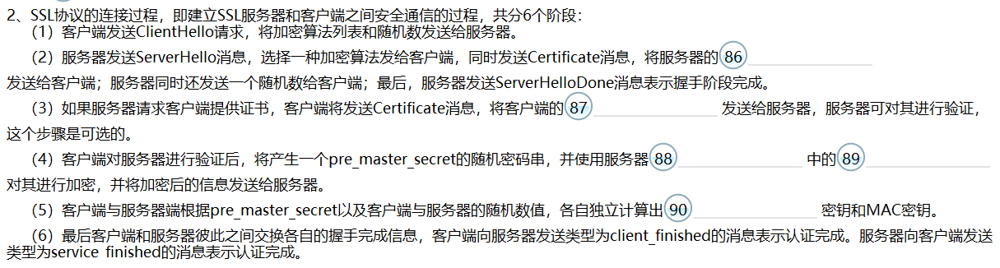 2、SSL协议的连接过程，即建立SSL服务器和客户端之间安全通信的过程，共分6个阶段：
（1）客户端发送ClientHello请求，将加密算法列表和随机数发送给服务器。
（2）服务器发送ServerHello消息，选择一种加密算法发给客户端，同时发送Certificate消息，将服务器的 86
发送给客户端；服务器同时还发送一个随机数给客户端；最后，服务器发送ServerHelloDone消息表示握手阶段完成。
（3）如果服务器请求客户端提供证书，客户端将发送Certificate消息，将客户端的 87 发送给服务器，服务器可对其进行验证，
这个步骤是可选的。
（4）客户端对服务器进行验证后，将产生一个pre_master_secret的随机密码串，并使用服务器 88 中的 89
对其进行加密，并将加密后的信息发送给服务器。
（5）客户端与服务器端根据pre_master_secret以及客户端与服务器的随机数值，各自独立计算出 90 密钥和MAC密钥。
（6）最后客户端和服务器彼此之间交换各自的握手完成信息，客户端向服务器发送类型为client_finished的消息表示认证完成。服务器向客户端发送
类型为service_finished的消息表示认证完成。